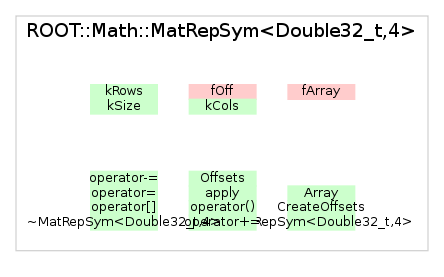 ROOT::Math::MatRepSym<Double32_t,4>
kRows
kSize
fOff
kCols
fArray
operator-=
operator=
operator[]
~MatRepSym<Double32_t,4>
Offsets
apply
operator()
operator+=
Array
CreateOffsets
RepSym<Double32_t,4>